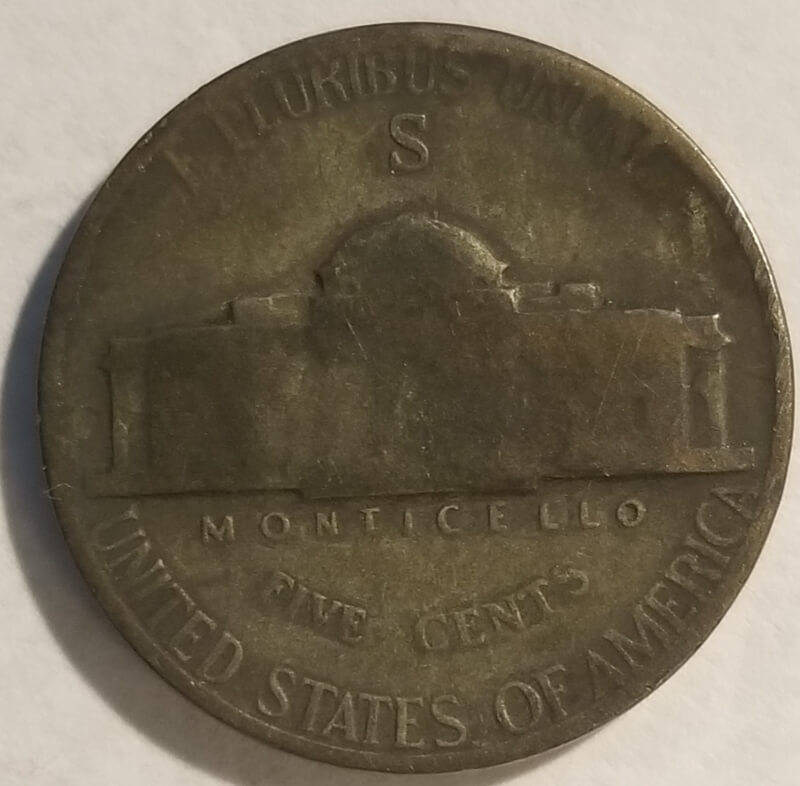 E PLURIBUS UNUM
S
MONTICELLO
FIVE CENTS
UNITED STATES OF AMERICA